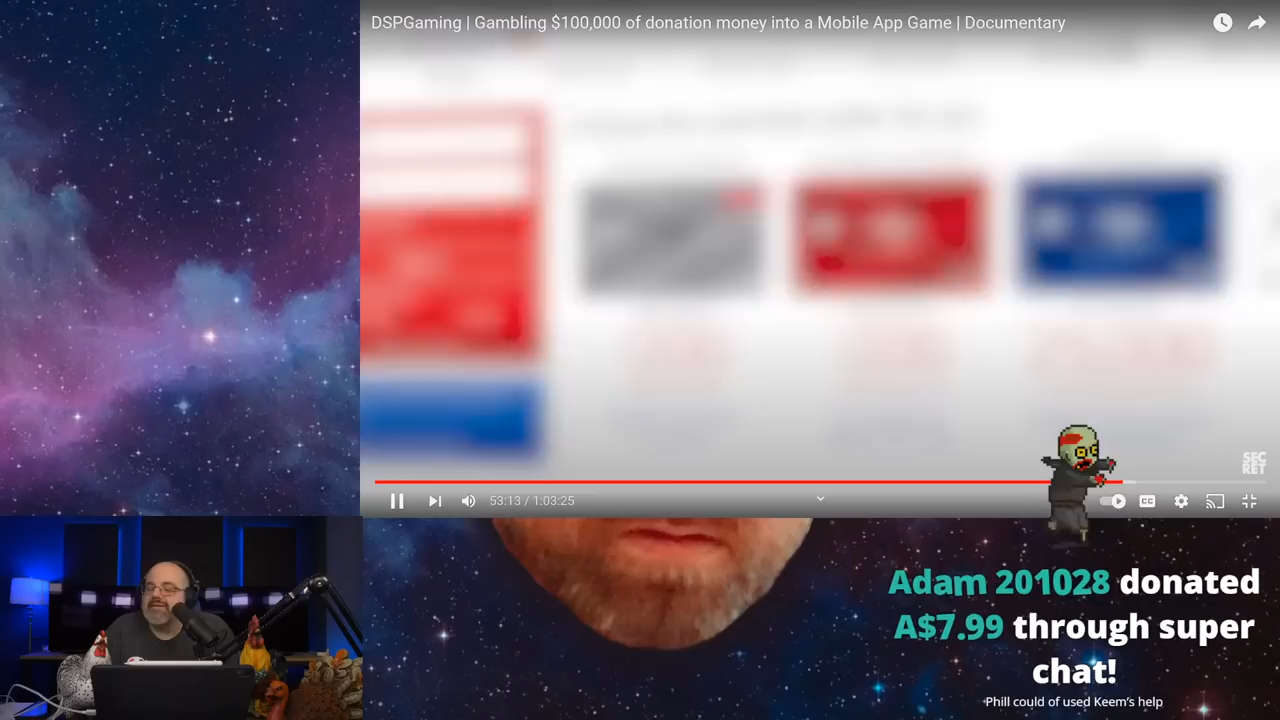 DSPGaming | Gambling $100,000 of donation money into a Mobile App Game | Documentary
SEC
RET
53:13 / 1:03:25
CC
Adam 201028 donated
A$7.99 through super
chat!
Phill could of used Keem's help